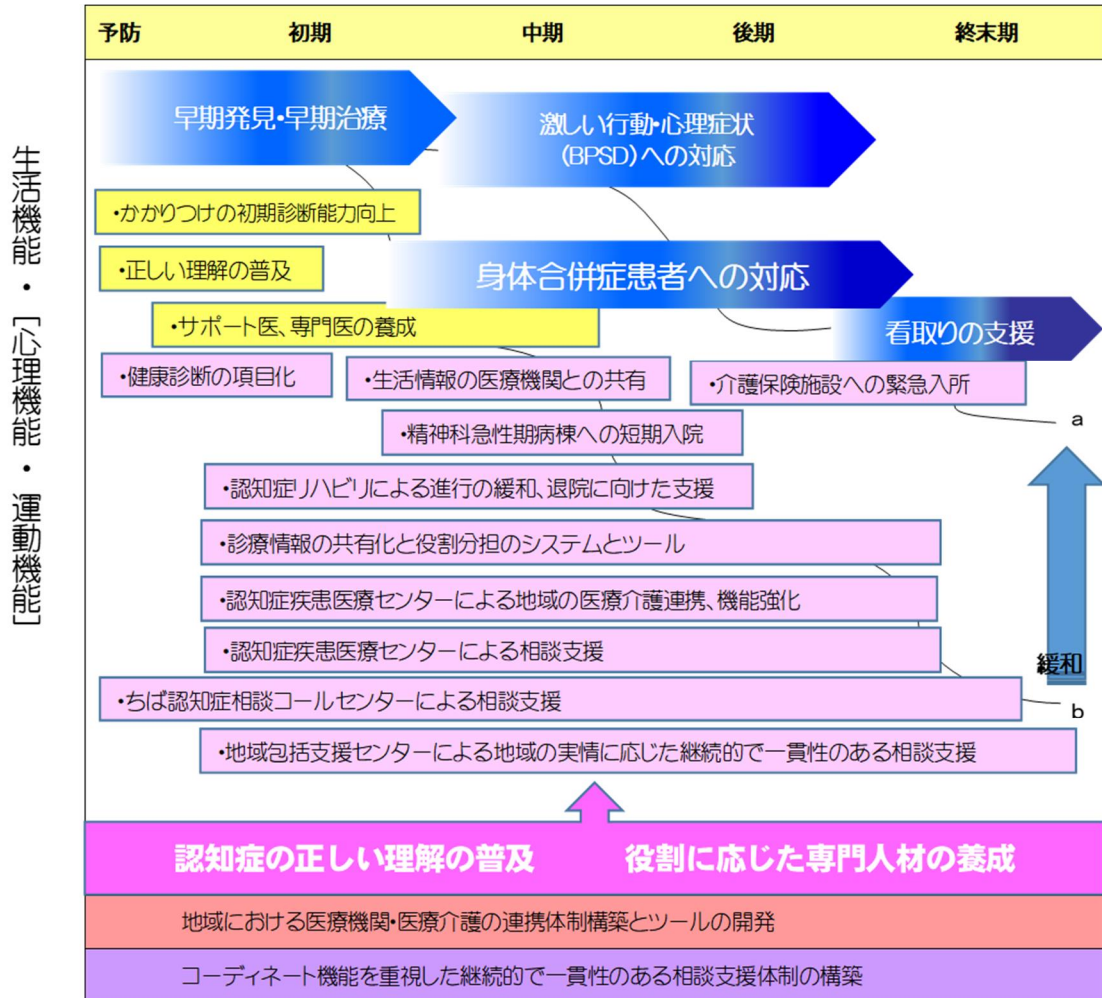 予防 初期 中期 後期 終末期
生活機能・[心理機能・運動機能]
早期発見・早期治療
激しい行動・心理症状
(BPSD)への対応
・かかりつけの初期診断能力向上
・正しい理解の普及
身体合併症患者への対応
・サポート医、専門医の養成
看取りの支援
・健康診断の項目化
・生活情報の医療機関との共有
・介護保険施設への緊急入所
a
・精神科急性期病棟への短期入院
・認知症リハビリによる進行の緩和、退院に向けた支援
・診療情報の共有化と役割分担のシステムとツール
・認知症疾患医療センターによる地域の医療介護連携、機能強化
・認知症疾患医療センターによる相談支援
緩和
・ちば認知症相談コールセンターによる相談支援
b
・地域包括支援センターによる地域の実情に応じた継続的で一貫性のある相談支援
認知症の正しい理解の普及 役割に応じた専門人材の養成
地域における医療機関・医療介護の連携体制構築とツールの開発
コーディネート機能を重視した継続的で一貫性のある相談支援体制の構築